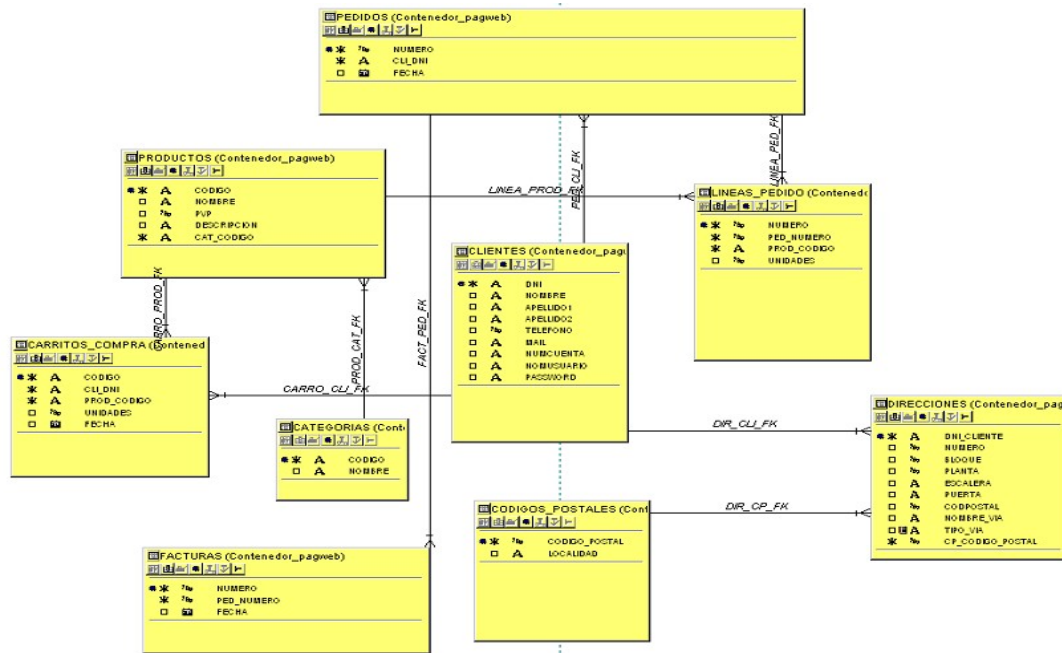 PEDIDOS (Contenedor_pagweb)
NUMERO
CLI_DNI
FECHA
PRODUCTOS (Contenedor_pagweb)
CODIGO
NOMBRE
PVP
DESCRIPCION
CAT_CODIGO
LINEA_PROD_FK
PED_CLI_FK
LINEA_PED_FK
LINEAS_PEDIDO (Contenedo
NUMERO
PED_NUMERO
PROD_CODIGO
UNIDADES
CLIENTES (Contenedor_pagw
DNI
NOMBRE
APELLIDO1
APELLIDO2
TELEFONO
MAIL
NUMCUENTA
NOMUSUARIO
PASSWORD
CARRO_PROD_FK
PROD_CAT_FK
FACT_PED_FK
CARRITOS_COMPRA (Contened
CODIGO
CLI_DNI
PROD_CODIGO
UNIDADES
FECHA
CARRO_CLI_FK
CATEGORIAS (Conte
CODIGO
NOMBRE
DIR_CLI_FK
DIRECCIONES (Contenedor_pag
DNI_CLIENTE
NUMERO
BLOQUE
PLANTA
ESCALERA
PUERTA
CODPOSTAL
NOMBRE_VIA
TIPO_VIA
CP_CODIGO_POSTAL
CODIGOS_POSTALES (Cont
CODIGO_POSTAL
LOCALIDAD
DIR_CP_FK
FACTURAS (Contenedor_pagweb)
NUMERO
PED_NUMERO
FECHA